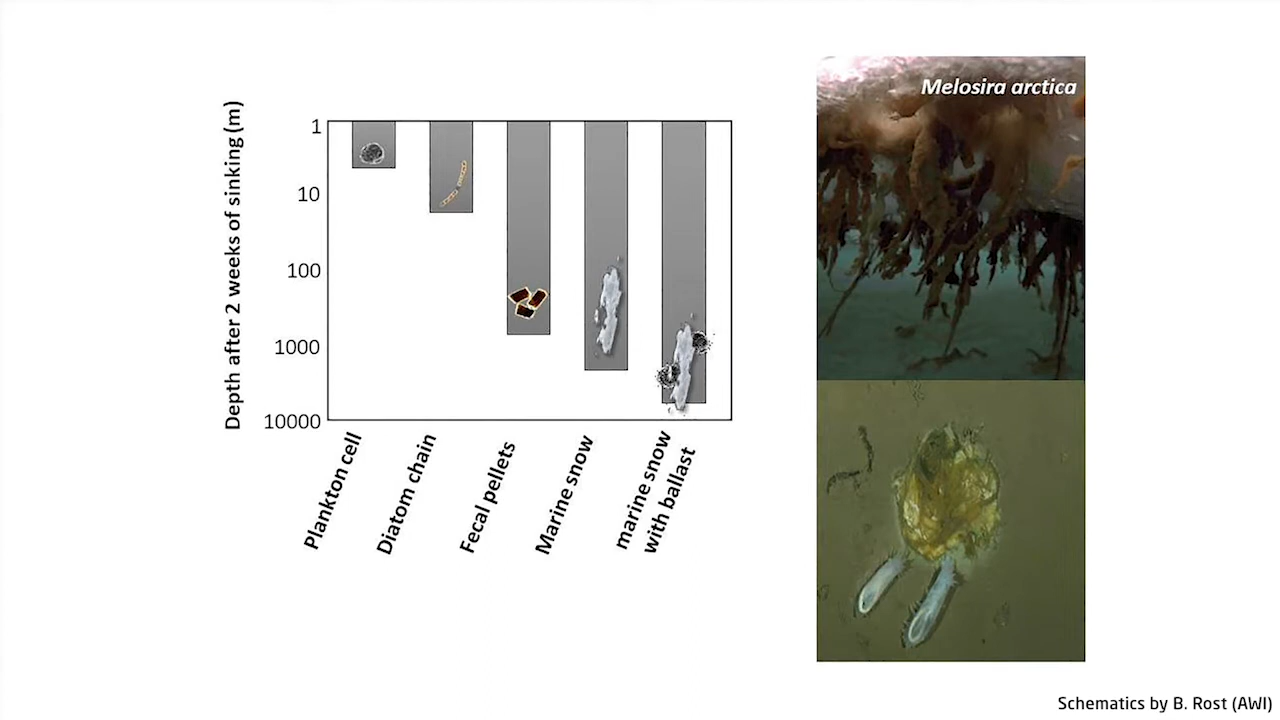 Depth after 2 weeks of sinking (m)
1
10
100
1000
10000
Plankton cell
Diatom chain
Fecal pellets
Marine snow
marine snow
with ballast
Melosira arctica
Schematics by B. Rost (AWI)